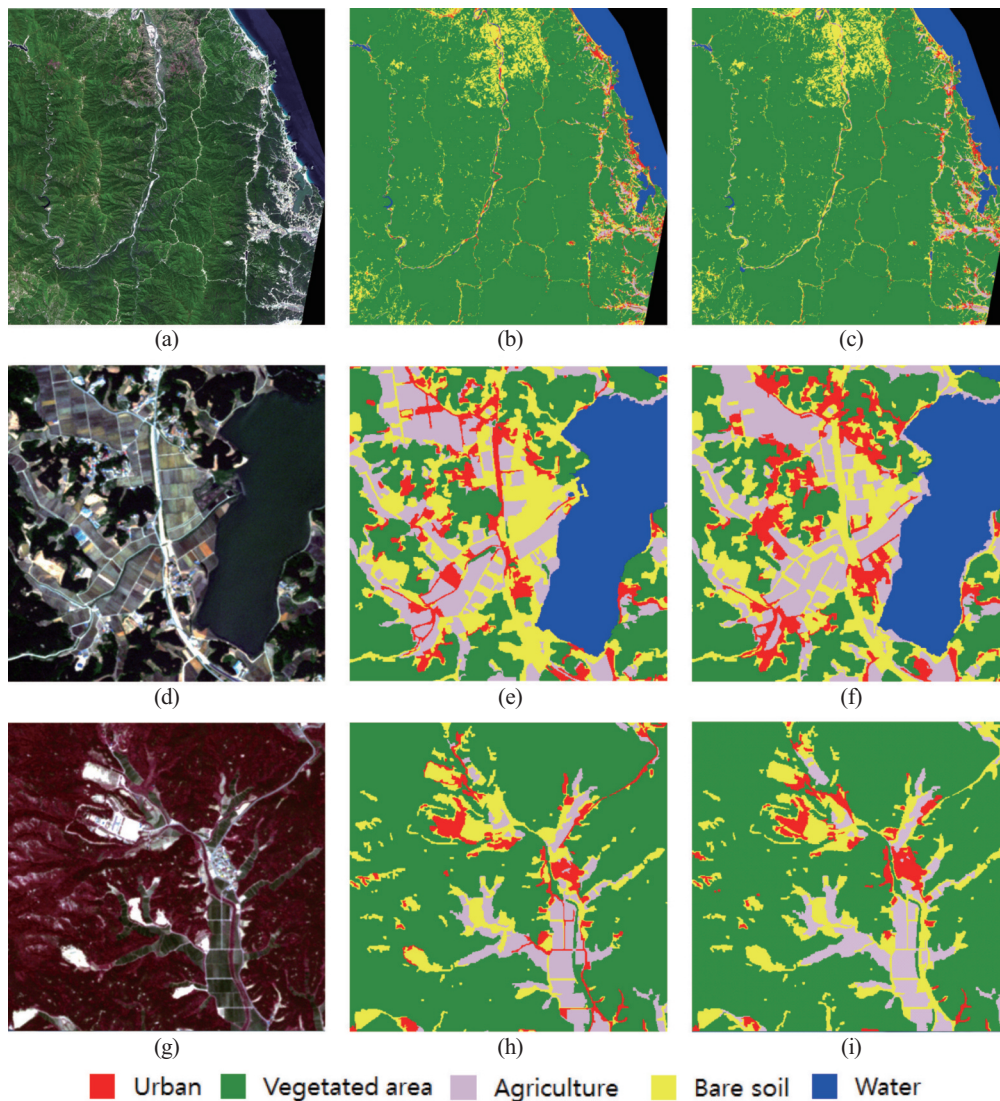 (a) (b) (c)
(d) (e) (f)
(g) (h) (i)
Urban Vegetated area Agriculture Bare soil Water